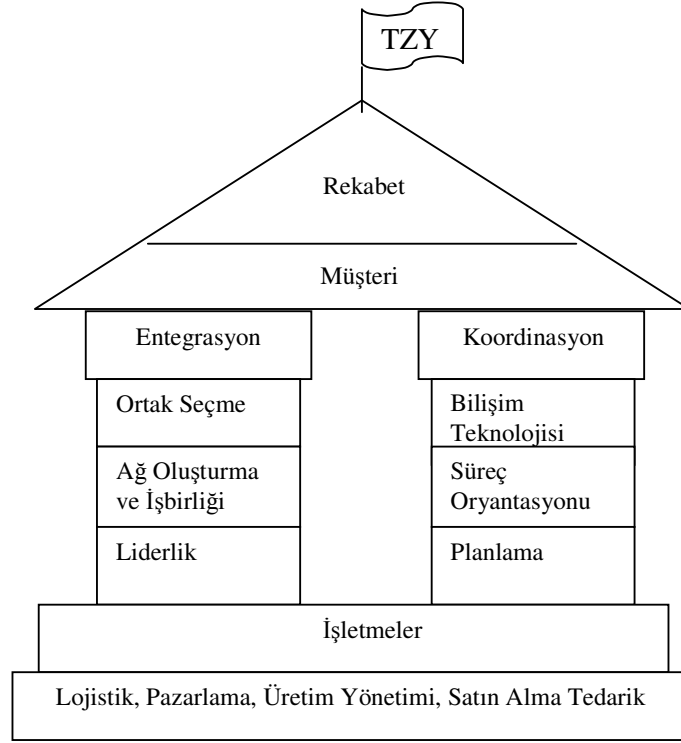 TZY
Rekabet
Müşteri
Entegrasyon
Koordinasyon
Ortak Seçme
Bilişim
Teknolojisi
Ağ Oluşturma
ve İşbirliği
Süreç
Oryantasyonu
Liderlik
Planlama
İşletmeler
Lojistik, Pazarlama, Üretim Yönetimi, Satın Alma Tedarik